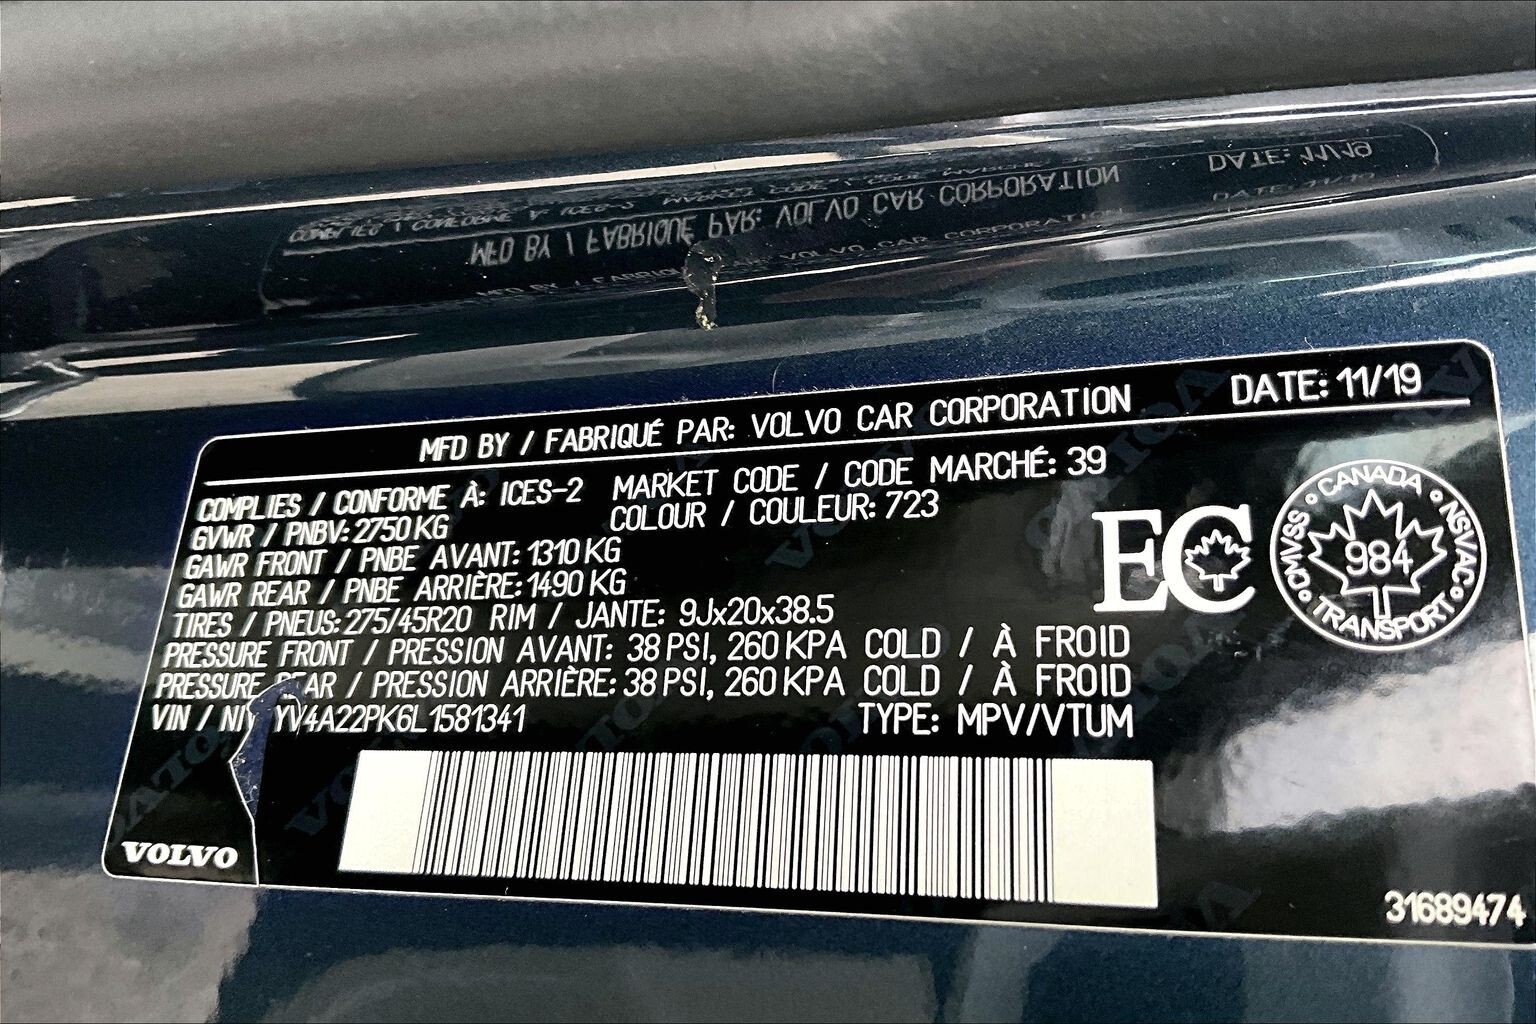 MFD BY / FABRIQUÉ PAR: VOLVO CAR CORPORATION DATE: 11/19
COMPLIES / CONFORME À: ICES-2 MARKET CODE / CODE MARCHÉ: 39
GVWR / PNBV: 2750 KG COLOUR / COULEUR: 723
GAWR FRONT / PNBE AVANT: 1310 KG
GAWR REAR / PNBE ARRIÈRE: 1490 KG
TIRES / PNEUS: 275/45R20 RIM / JANTE: 9Jx20x38.5
PRESSURE FRONT / PRESSION AVANT: 38 PSI, 260 KPA COLD / À FROID
PRESSURE EAR / PRESSION ARRIÈRE: 38 PSI, 260 KPA COLD / À FROID
VIN / NIV YV4A22PK6L1581341 TYPE: MPV/VTUM
EC
CANADA
CMVSS 984 NSVAC
TRANSPORT
VOLVO
31689474